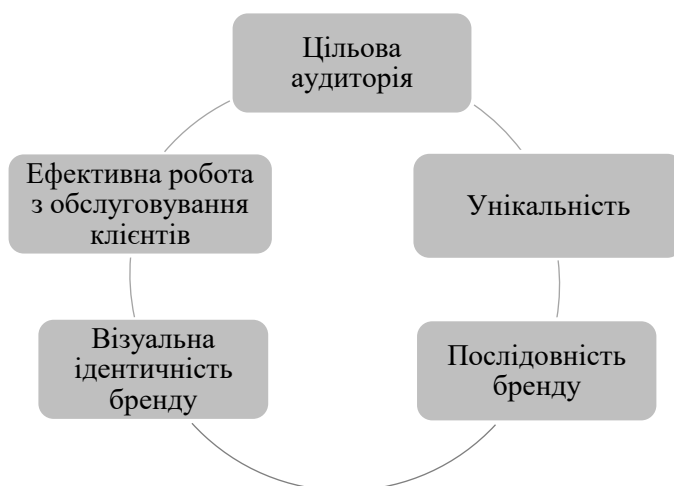 Цільова
аудиторія
Ефективна робота
з обслуговування
клієнтів
Унікальність
Візуальна
ідентичність
бренду
Послідовність
бренду